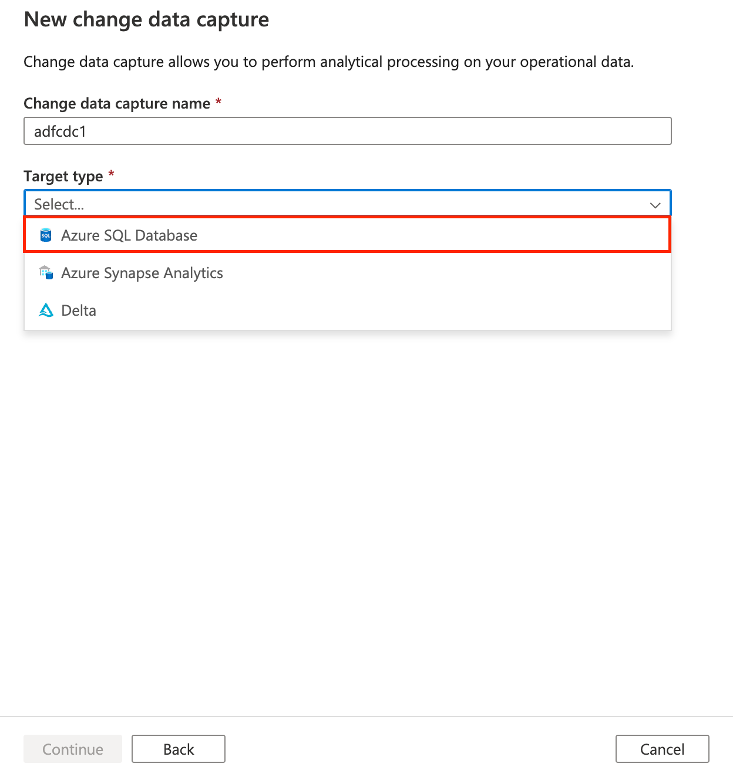 New change data capture
Change data capture allows you to perform analytical processing on your operational data.
Change data capture name *
adfcdc1
Target type *
Select...
SQL Azure SQL Database
Azure Synapse Analytics
Delta
Continue Back Cancel